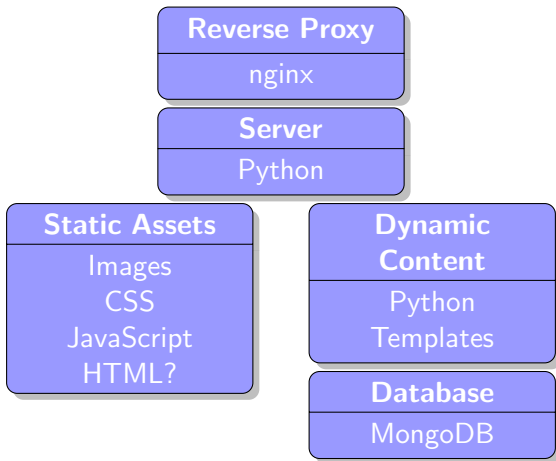 Reverse Proxy
nginx
Server
Python
Static Assets
Images
CSS
JavaScript
HTML?
Dynamic
Content
Python
Templates
Database
MongoDB